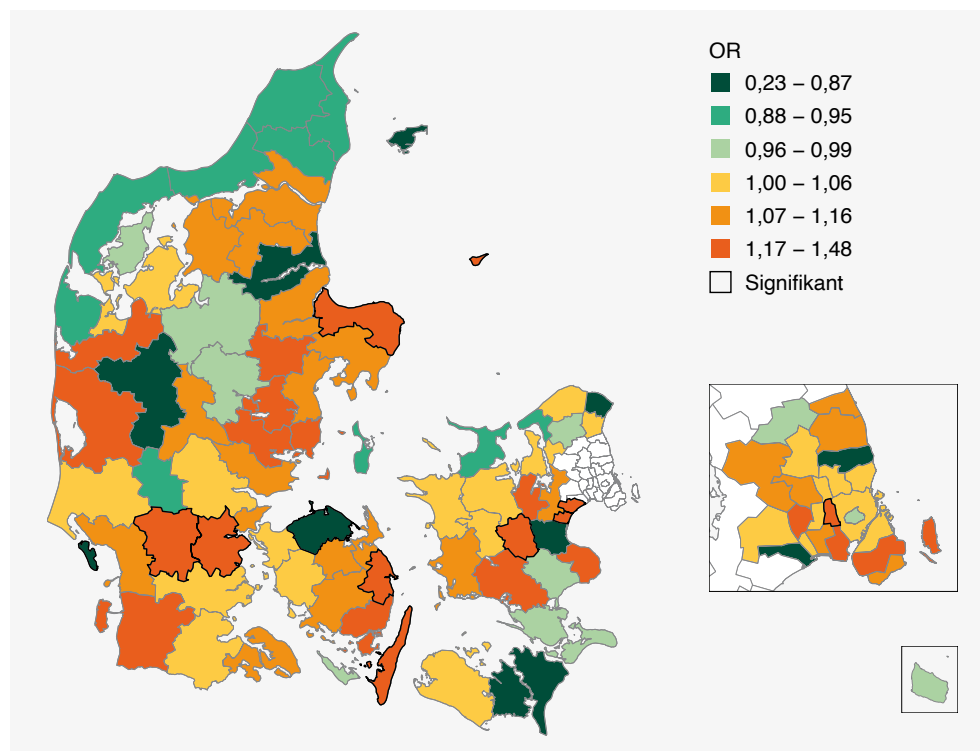 OR
0,23 – 0,87
0,88 – 0,95
0,96 – 0,99
1,00 – 1,06
1,07 – 1,16
1,17 – 1,48
Signifikant